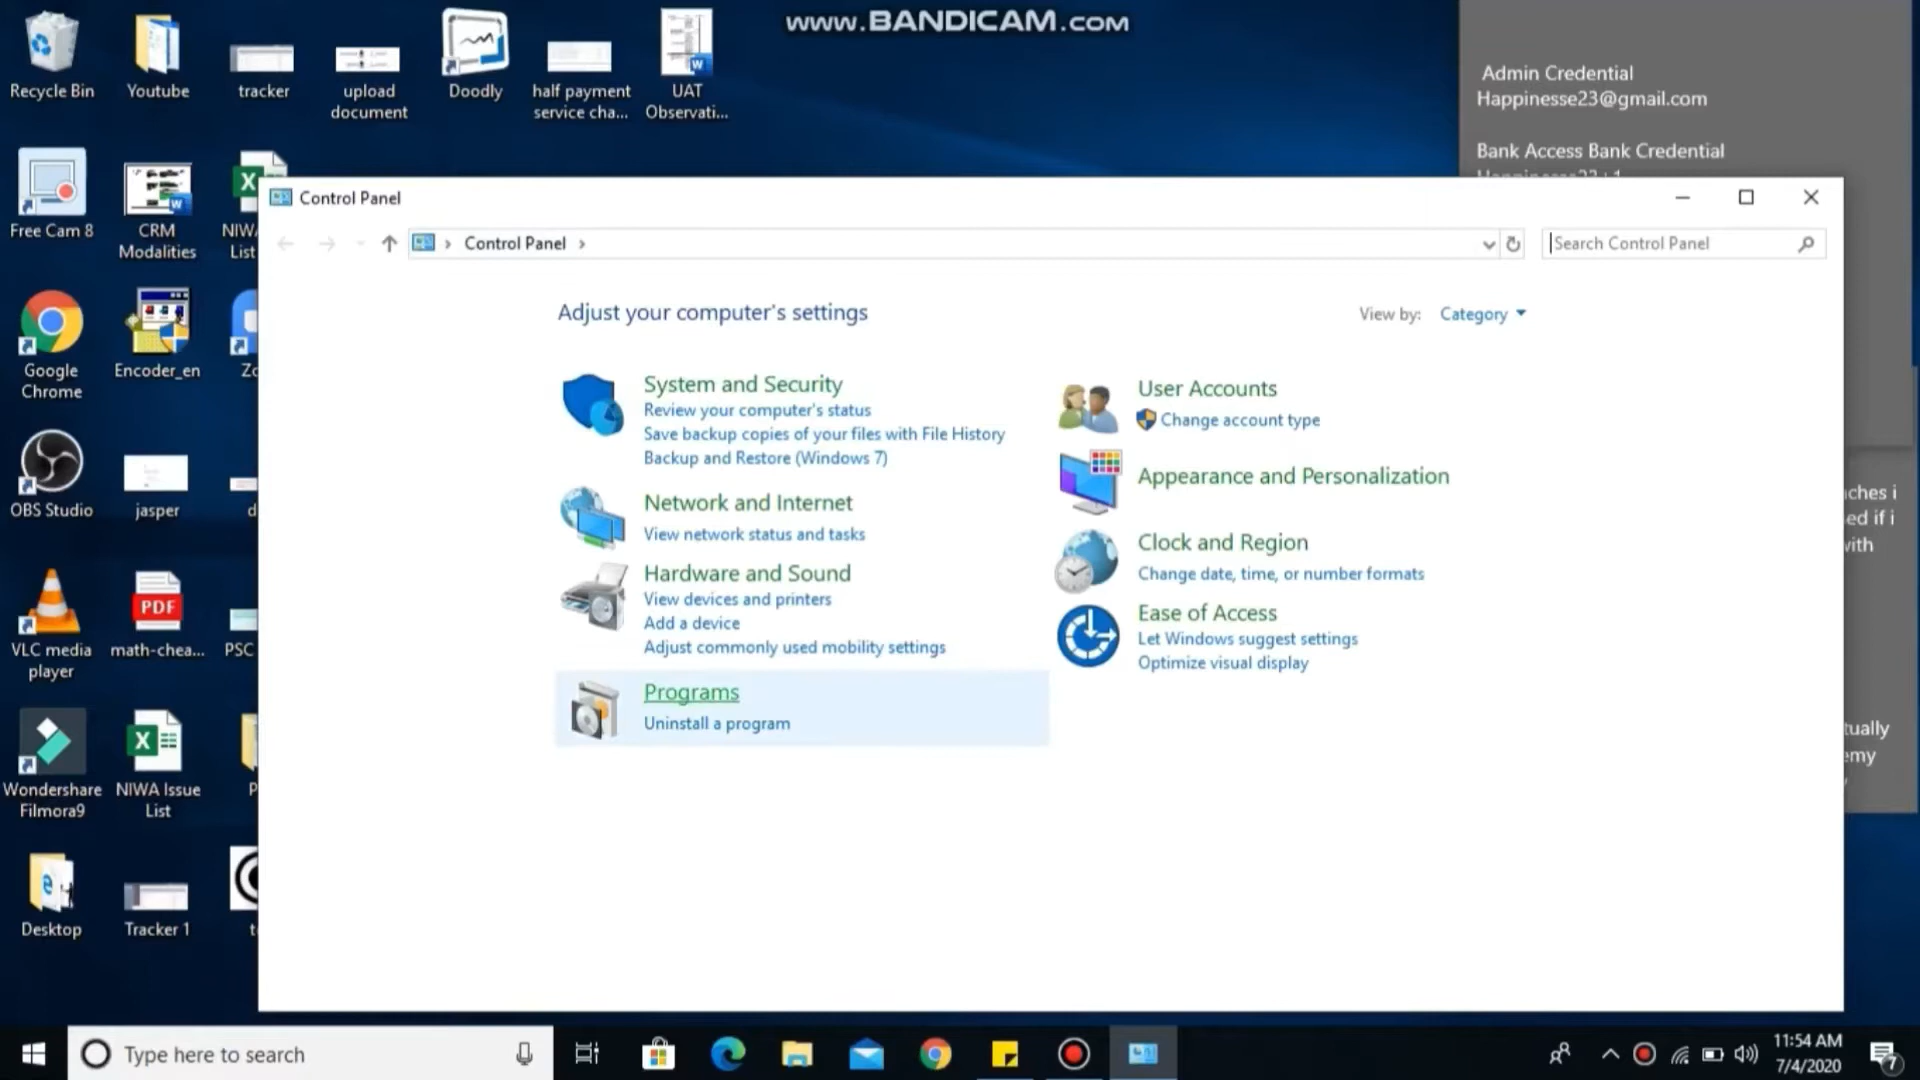 www.BANDICAM.com
Recycle Bin
Youtube
tracker
upload
document
Doodly
half payment
service cha...
UAT
Observati...
Admin Credential
Happinesse23@gmail.com
Bank Access Bank Credential
Free Cam 8
CRM
Modalities
NIWA
List
Google
Chrome
Encoder_en
OBS Studio
jasper
VLC media
player
PDF
math-chea...
PSC
Wondershare
Filmora9
NIWA Issue
List
Desktop
Tracker 1
Control Panel
Control Panel
Search Control Panel
Adjust your computer's settings
View by: Category
System and Security
Review your computer's status
Save backup copies of your files with File History
Backup and Restore (Windows 7)
Network and Internet
View network status and tasks
Hardware and Sound
View devices and printers
Add a device
Adjust commonly used mobility settings
Programs
Uninstall a program
User Accounts
Change account type
Appearance and Personalization
Clock and Region
Change date, time, or number formats
Ease of Access
Let Windows suggest settings
Optimize visual display
ed if i
Type here to search
11:54 AM
7/4/2020
7